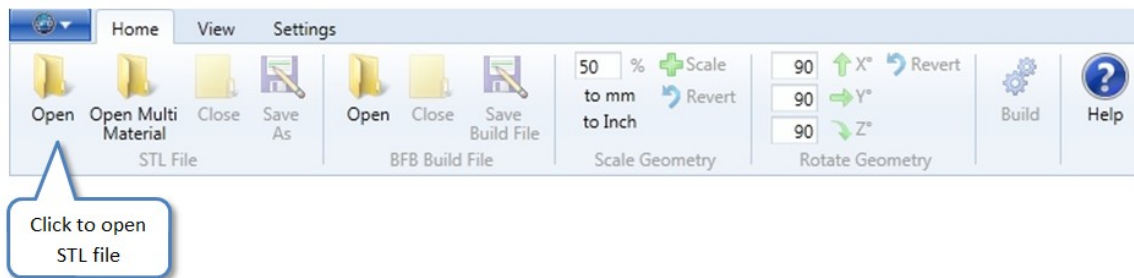 Home View Settings
Open
Open Multi
Material
Close
Save
As
STL File
Open
Close
Save
Build File
BFB Build File
50 % Scale
to mm Revert
to Inch
Scale Geometry
90 X° Revert
90 Y°
90 Z°
Rotate Geometry
Build
Help
Click to open
STL file